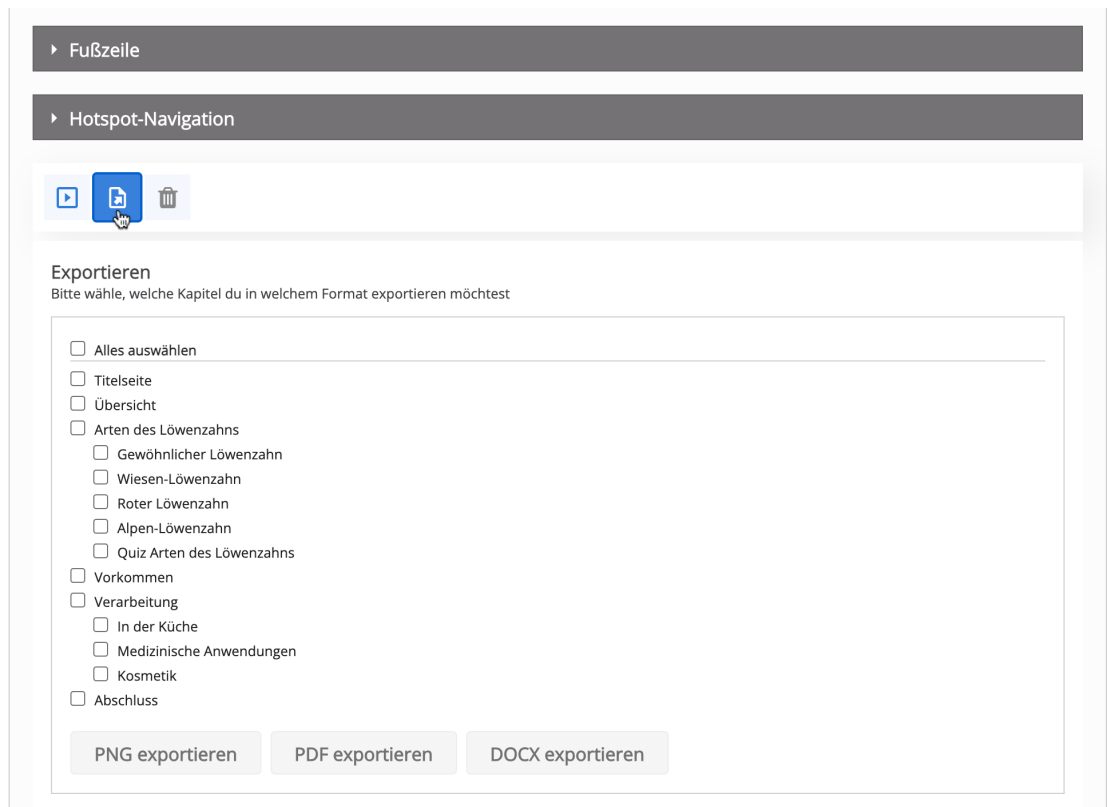 Fußzeile
Hotspot-Navigation
Exportieren
Bitte wähle, welche Kapitel du in welchem Format exportieren möchtest
Alles auswählen
Titelseite
Übersicht
Arten des Löwenzahns
Gewöhnlicher Löwenzahn
Wiesen-Löwenzahn
Roter Löwenzahn
Alpen-Löwenzahn
Quiz Arten des Löwenzahns
Vorkommen
Verarbeitung
In der Küche
Medizinische Anwendungen
Kosmetik
Abschluss
PNG exportieren PDF exportieren DOCX exportieren